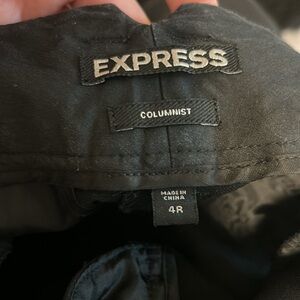 EXPRESS
COLUMNIST
MADE IN
CHINA
4R